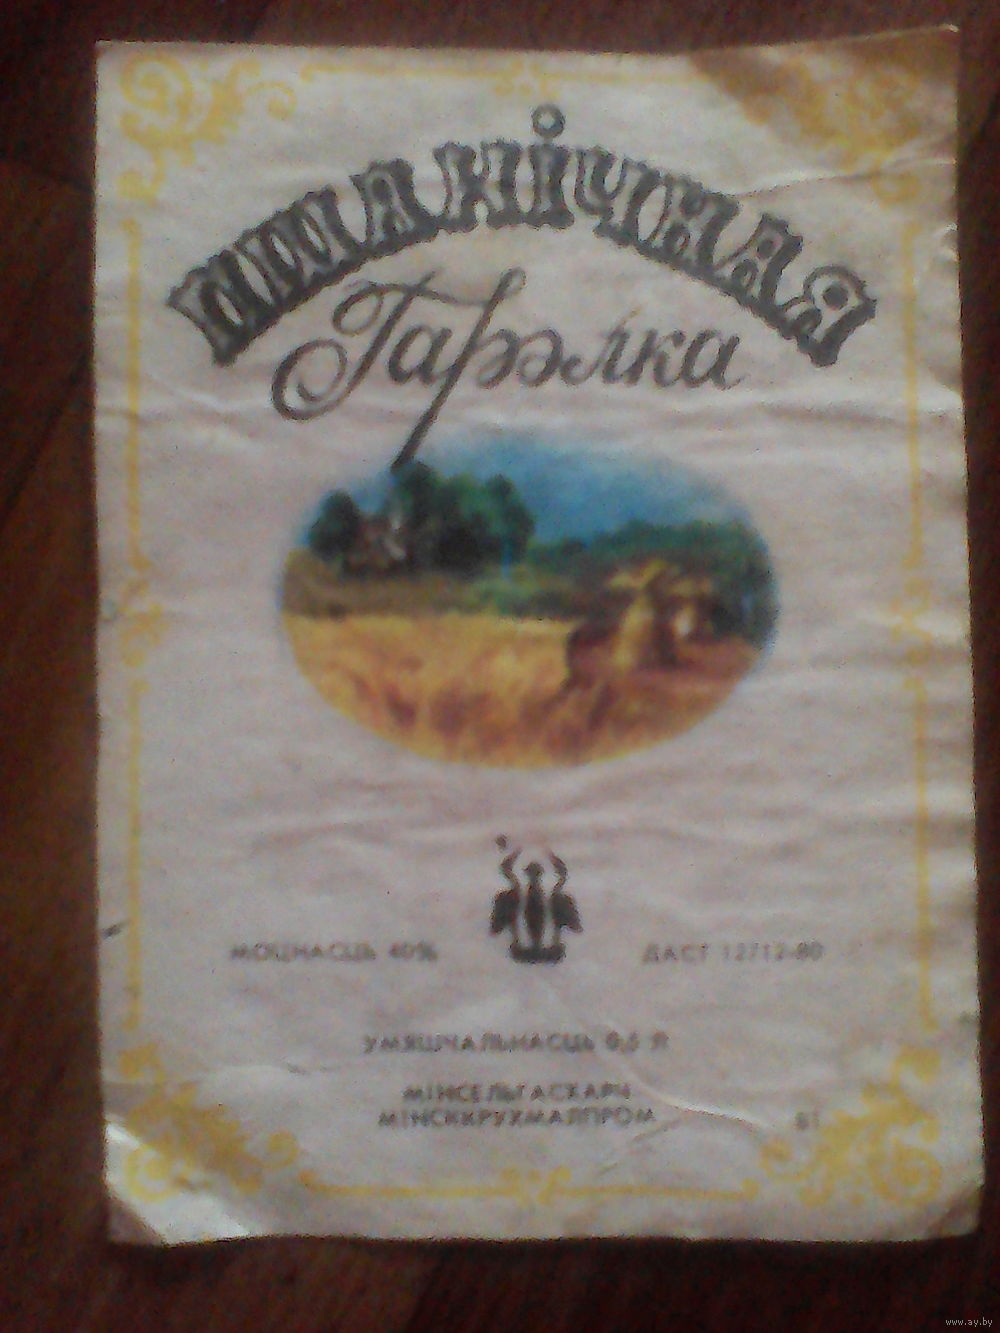 ПШАНІЧНАЯ
Гарэлка
МОЦНАСЦЬ 40%
ДАСТ 12712-80
УМЯШЧАЛЬНАСЦЬ 0,5 Л
МІНСЕЛЬГАСХАРЧ
МІНСККРУХМАЛПРОМ
www.ay.by